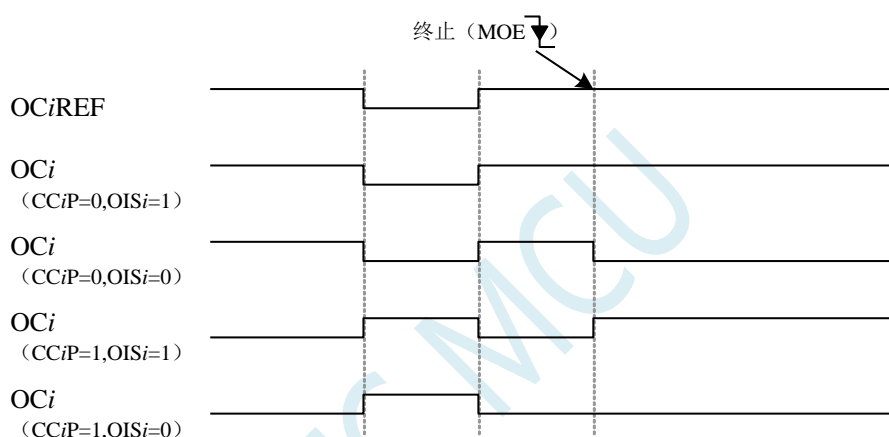 终止（MOE）
OCiREF
OCi
（CCiP=0,OISi=1）
OCi
（CCiP=0,OISi=0）
OCi
（CCiP=1,OISi=1）
OCi
（CCiP=1,OISi=0）
MCU